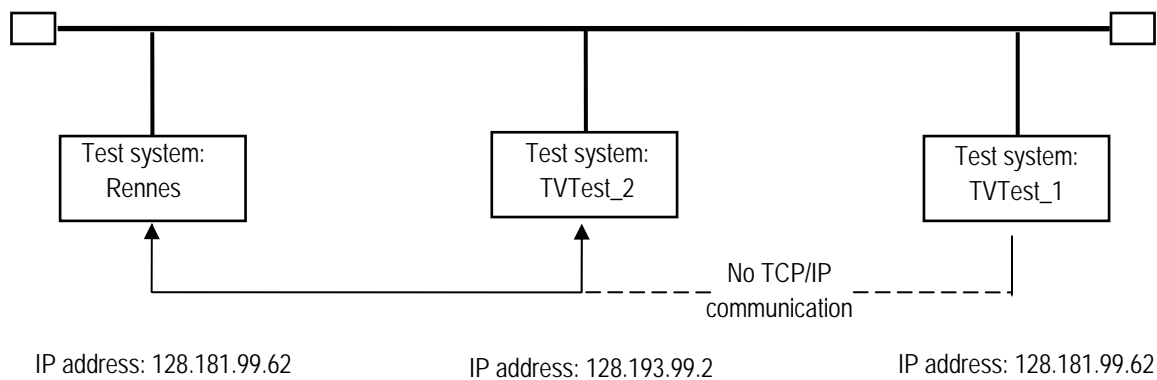 Test system:
Rennes
Test system:
TVTest_2
Test system:
TVTest_1
No TCP/IP
communication
IP address: 128.181.99.62
IP address: 128.193.99.2
IP address: 128.181.99.62